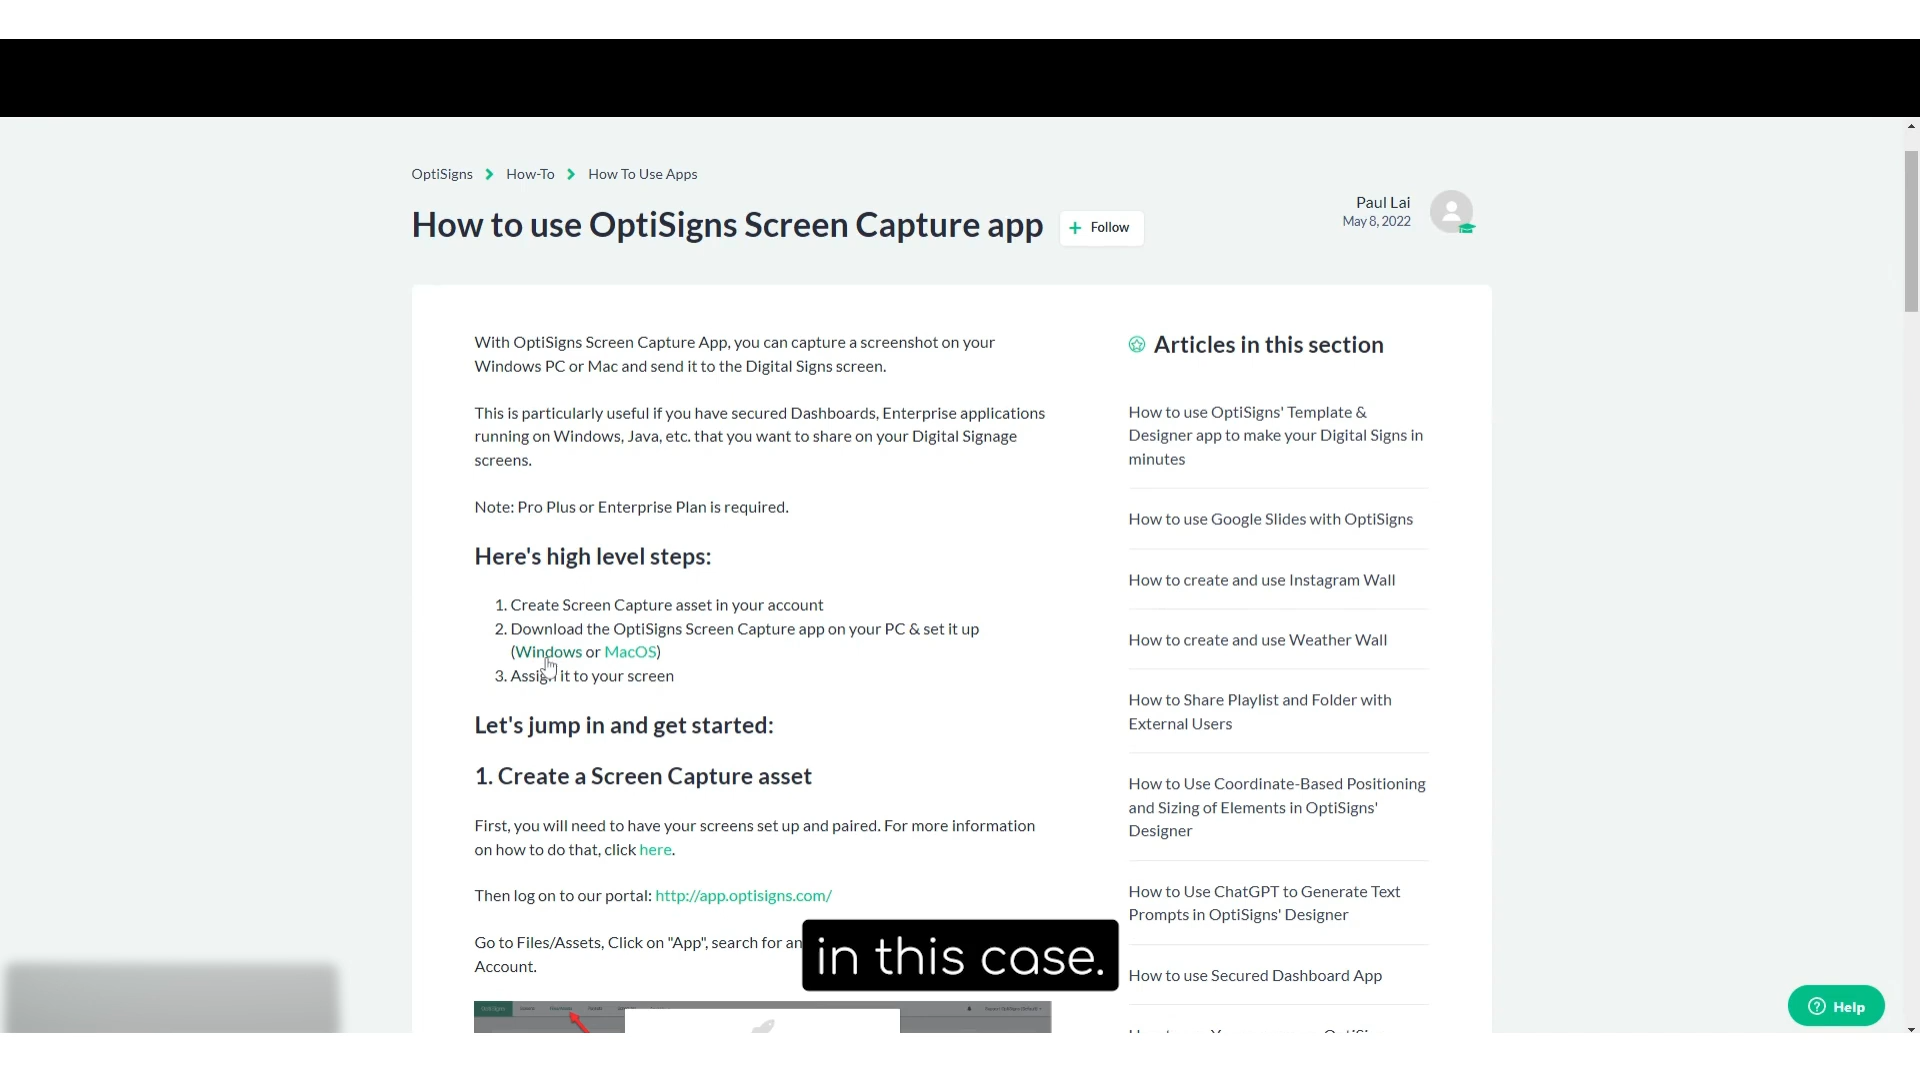 OptiSigns > How-To > How To Use Apps
How to use OptiSigns Screen Capture app
+ Follow
Paul Lai
May 8, 2022
With OptiSigns Screen Capture App, you can capture a screenshot on your
Windows PC or Mac and send it to the Digital Signs screen.
This is particularly useful if you have secured Dashboards, Enterprise applications
running on Windows, Java, etc. that you want to share on your Digital Signage
screens.
Note: Pro Plus or Enterprise Plan is required.
Here's high level steps:
1. Create Screen Capture asset in your account
2. Download the OptiSigns Screen Capture app on your PC & set it up
(Windows or MacOS)
3. Assign it to your screen
Let's jump in and get started:
1. Create a Screen Capture asset
First, you will need to have your screens set up and paired. For more information
on how to do that, click here.
Then log on to our portal: http://app.optisigns.com/
Go to Files/Assets, Click on "App", search for
Account.
in this case.
Articles in this section
How to use OptiSigns' Template &
Designer app to make your Digital Signs in
minutes
How to use Google Slides with OptiSigns
How to create and use Instagram Wall
How to create and use Weather Wall
How to Share Playlist and Folder with
External Users
How to Use Coordinate-Based Positioning
and Sizing of Elements in OptiSigns'
Designer
How to Use ChatGPT to Generate Text
Prompts in OptiSigns' Designer
How to use Secured Dashboard App
Help